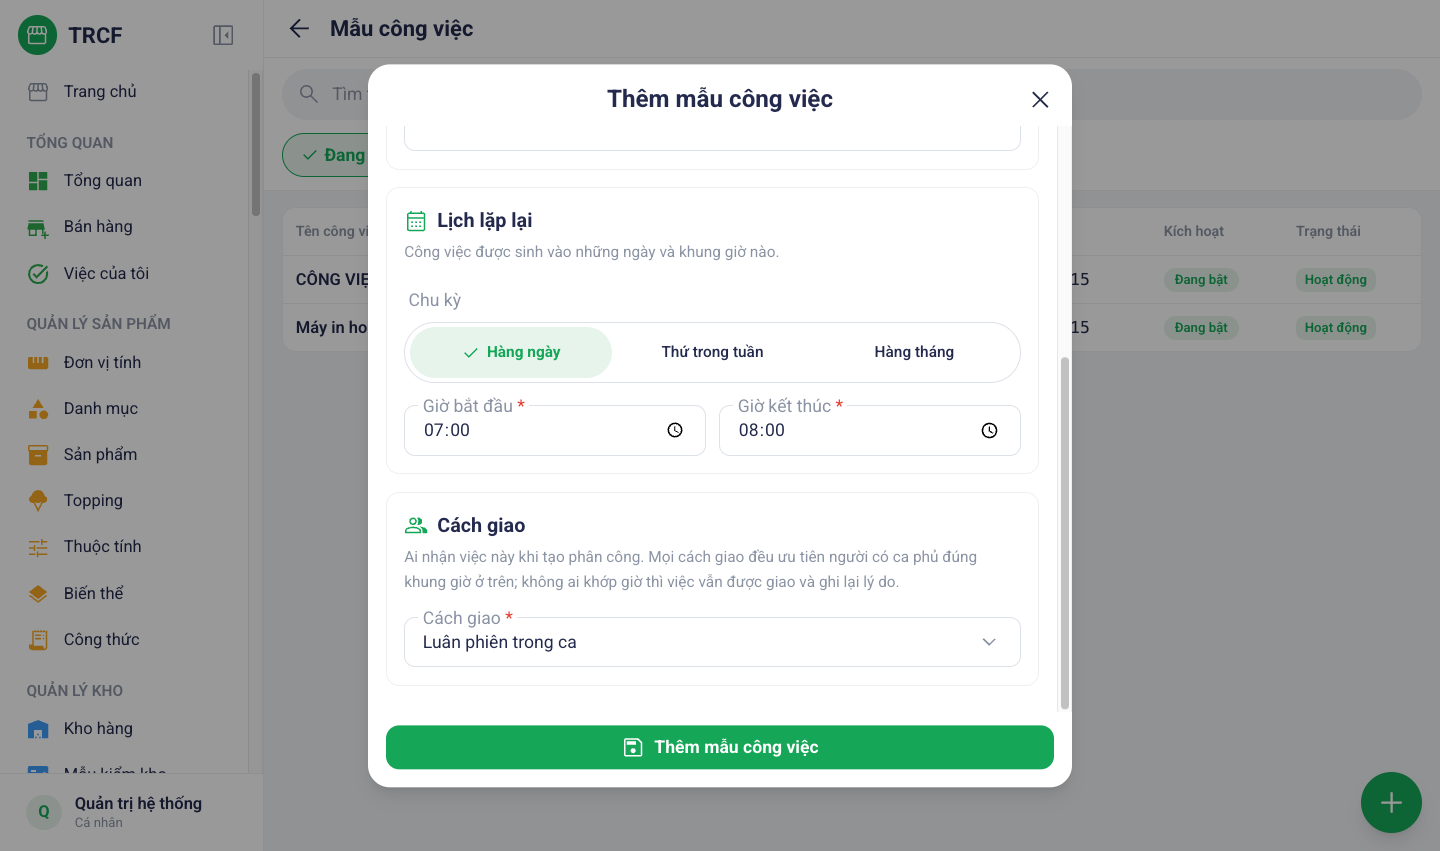 TRCF
Trang chủ
TỔNG QUAN
Tổng quan
Bán hàng
Việc của tôi
QUẢN LÝ SẢN PHẨM
Đơn vị tính
Danh mục
Sản phẩm
Topping
Thuộc tính
Biến thể
Công thức
QUẢN LÝ KHO
Kho hàng
Mẫu kiểm kho
Q
Quản trị hệ thống
Cá nhân
Mẫu công việc
Tìm
Đang
Tên công
Kích hoạt
Trạng thái
CÔNG
15
Đang bật
Hoạt động
Máy in
15
Đang bật
Hoạt động
Thêm mẫu công việc
Lịch lặp lại
Công việc được sinh vào những ngày và khung giờ nào.
Chu kỳ
Hàng ngày
Thứ trong tuần
Hàng tháng
Giờ bắt đầu *
07:00
Giờ kết thúc *
08:00
Cách giao
Ai nhận việc này khi tạo phân công. Mọi cách giao đều ưu tiên người có ca phủ đúng
khung giờ ở trên; không ai khớp giờ thì việc vẫn được giao và ghi lại lý do.
Cách giao *
Luân phiên trong ca
Thêm mẫu công việc